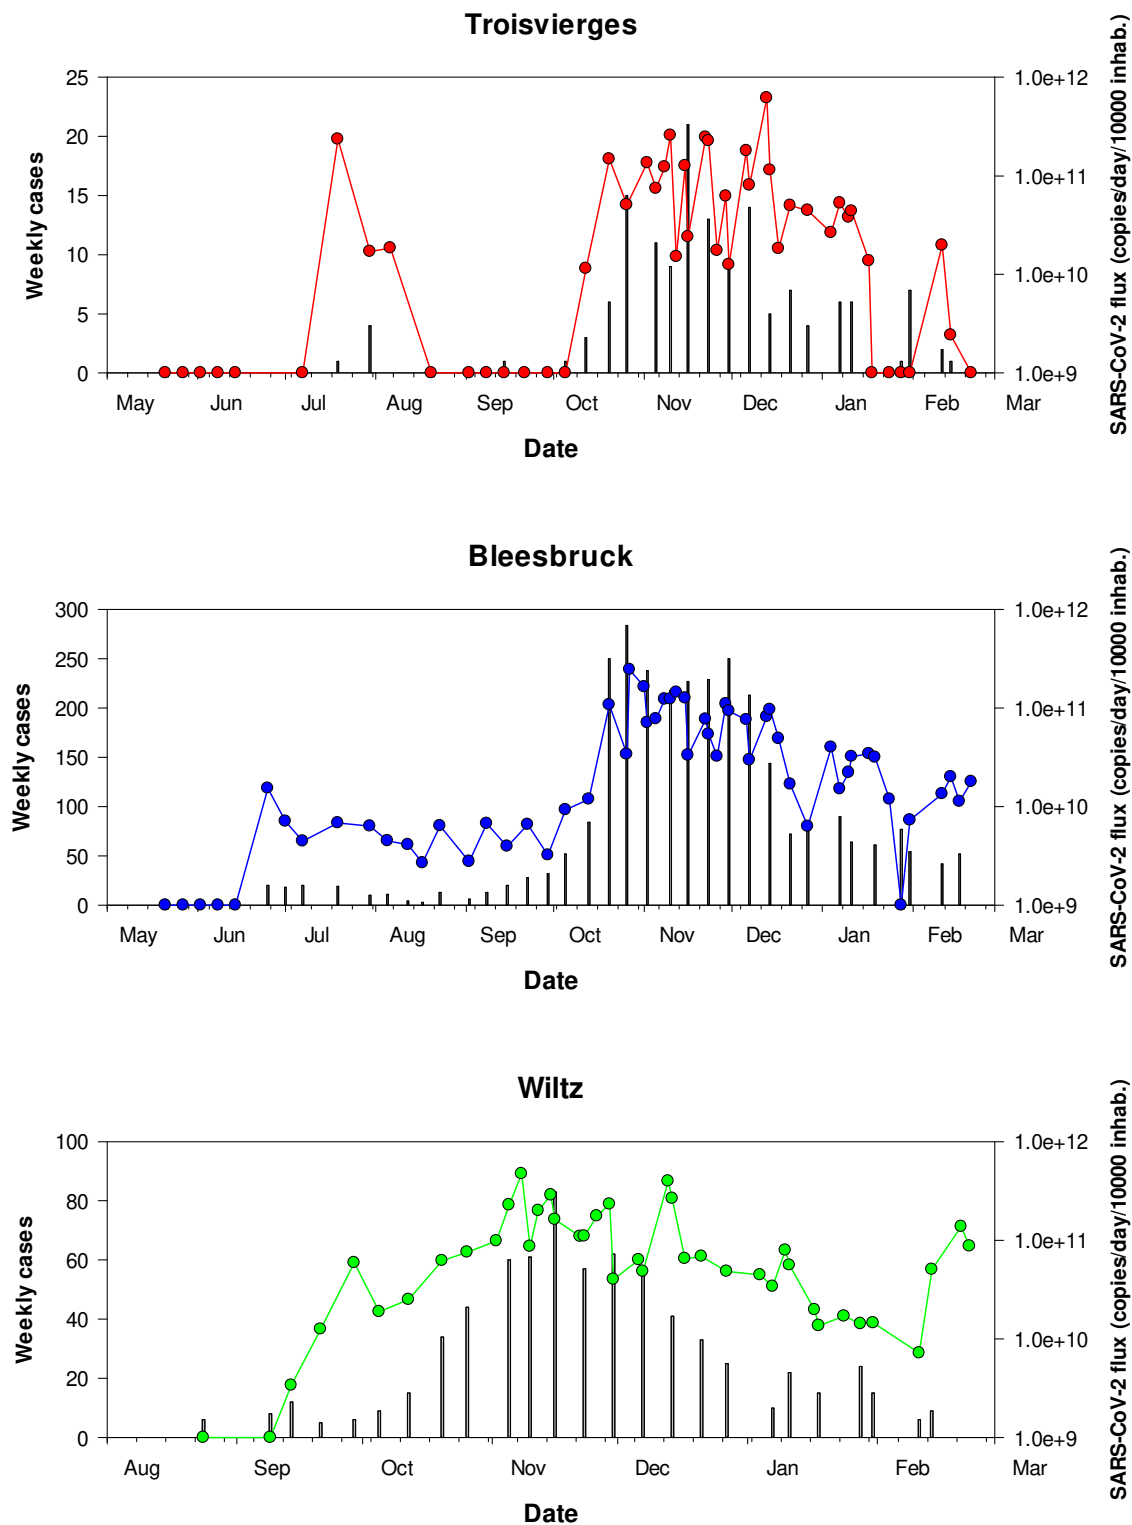 Troisvierges
25
20
15
10
5
0
Weekly cases
1.0e+12
1.0e+11
1.0e+10
1.0e+9
SARS-CoV-2 flux (copies/day/10000 inhab.)
May Jun Jul Aug Sep Oct Nov Dec Jan Feb Mar
Date
Bleesbruck
300
250
200
150
100
50
0
Weekly cases
1.0e+12
1.0e+11
1.0e+10
1.0e+9
SARS-CoV-2 flux (copies/day/10000 inhab.)
May Jun Jul Aug Sep Oct Nov Dec Jan Feb Mar
Date
Wiltz
100
80
60
40
20
0
Weekly cases
1.0e+12
1.0e+11
1.0e+10
1.0e+9
SARS-CoV-2 flux (copies/day/10000 inhab.)
Aug Sep Oct Nov Dec Jan Feb Mar
Date